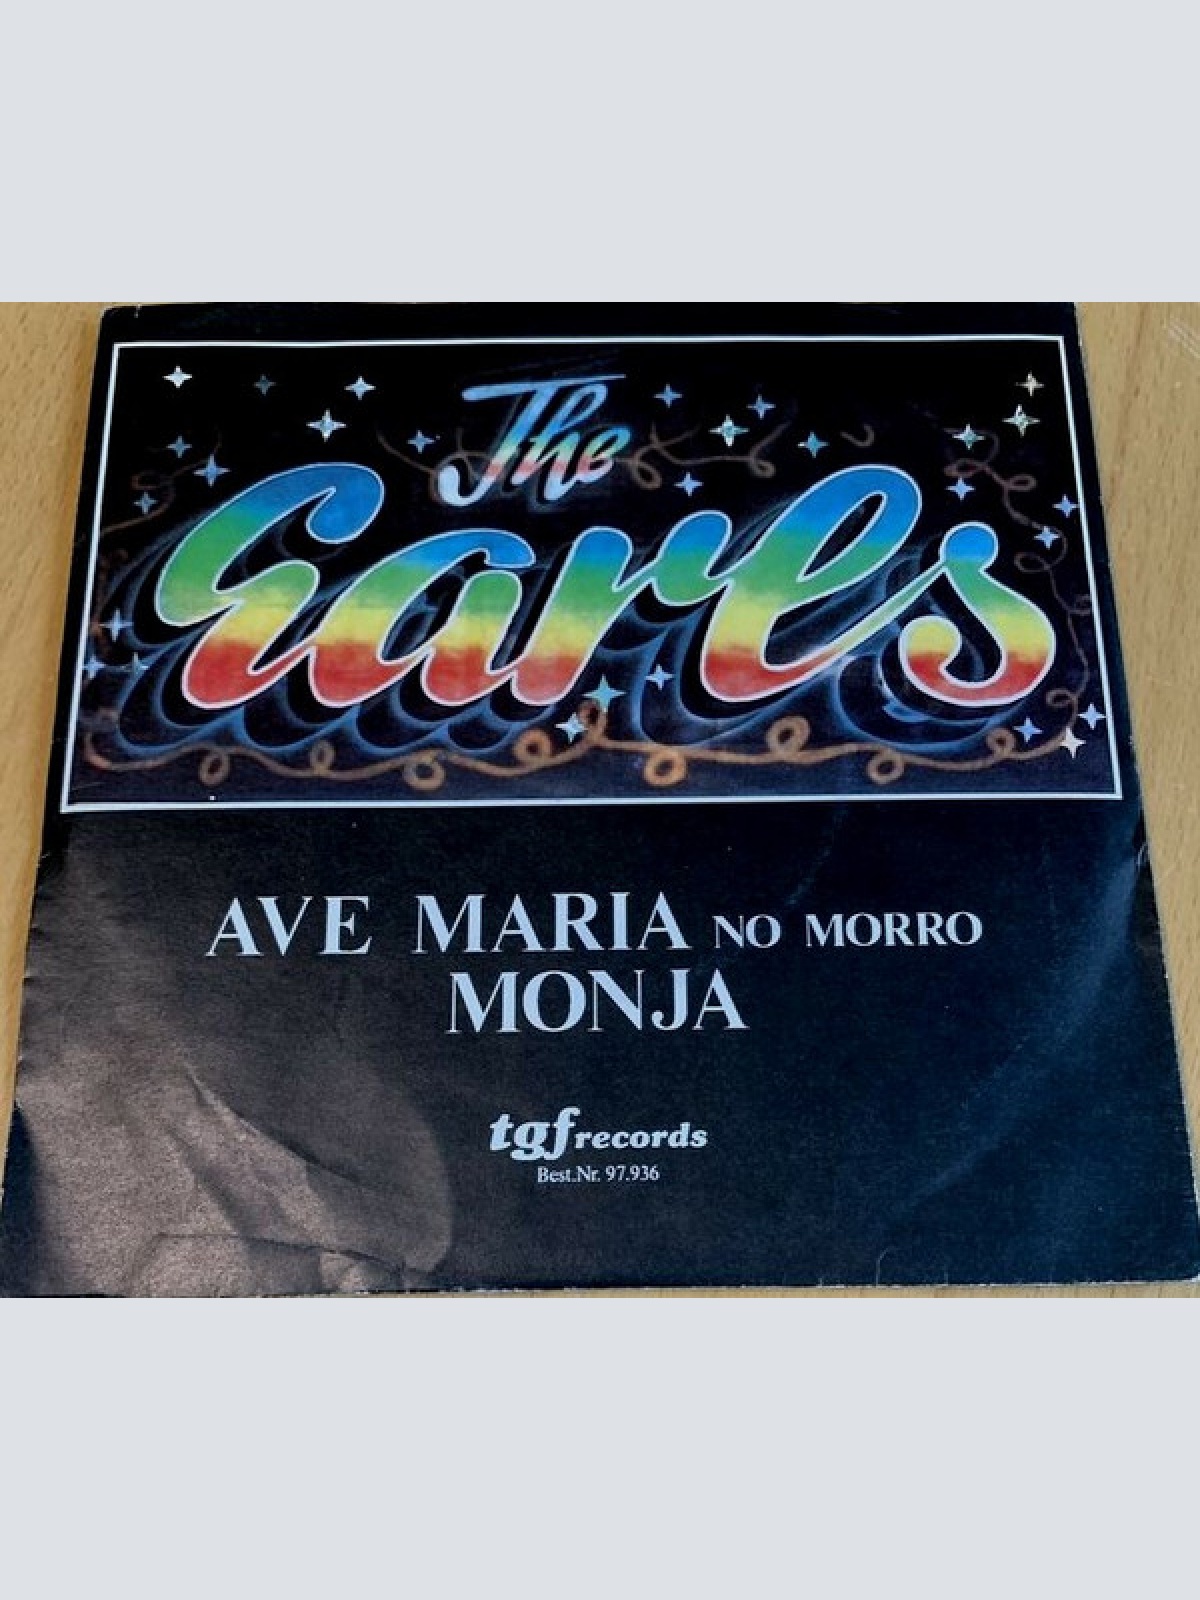 The
Earls
AVE MARIA NO MORRO
MONJA
tgf records
Best.Nr. 97.936